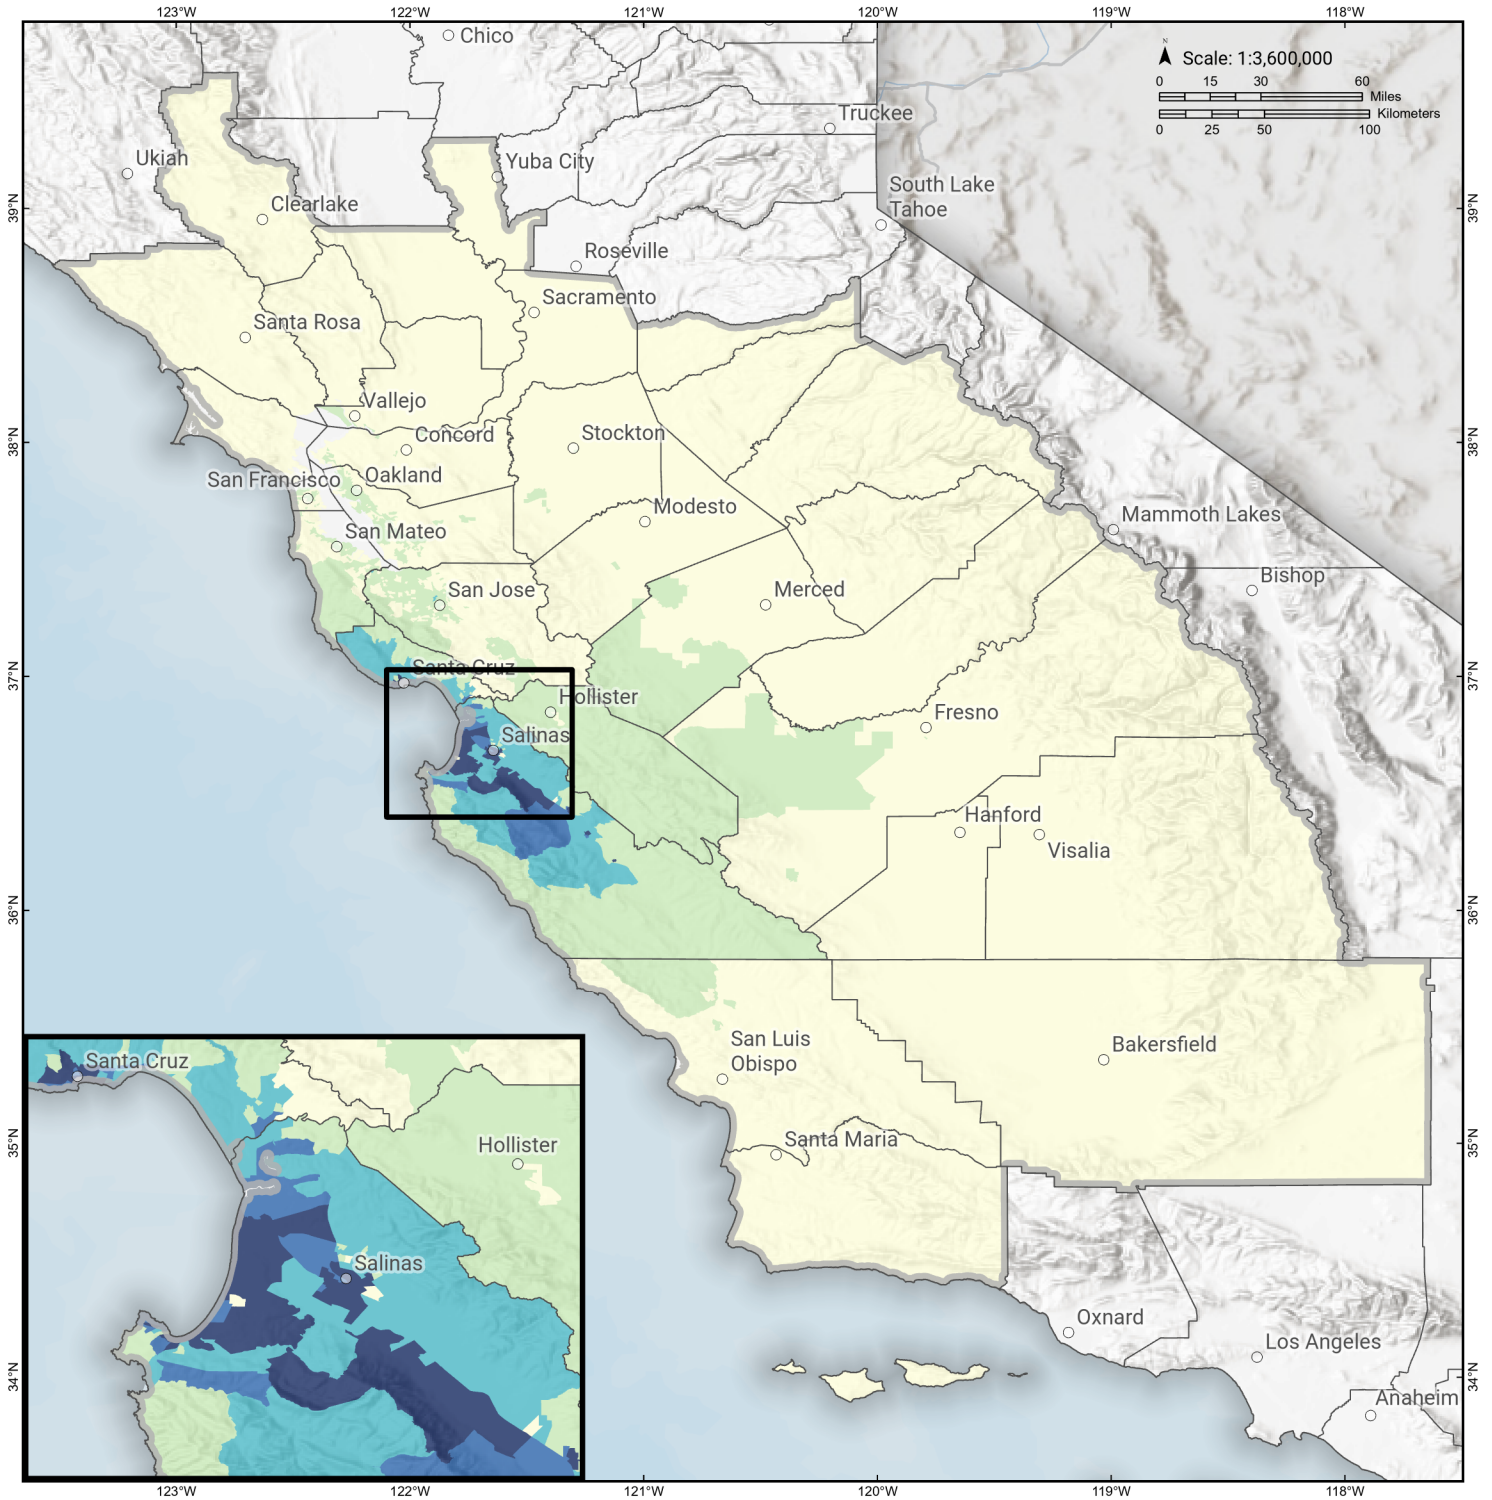 123°W 122°W 121°W 120°W 119°W 118°W
Chico
N
Scale: 1:3,600,000
0 15 30 60
Miles
Kilometers
0 25 50 100
Truckee
Ukiah
Yuba City
South Lake
Tahoe
39°N
39°N
Clearlake
Roseville
Sacramento
Santa Rosa
Vallejo
Concord
Stockton
38°N
38°N
San Francisco
Oakland
Modesto
Mammoth Lakes
San Mateo
Bishop
San Jose
Merced
37°N
37°N
Santa Cruz
Hollister
Fresno
Salinas
Hanford
Visalia
36°N
36°N
San Luis
Obispo
Bakersfield
Santa Cruz
35°N
35°N
Santa Maria
Hollister
Salinas
Oxnard
Los Angeles
34°N
34°N
Anaheim
123°W 122°W 121°W 120°W 119°W 118°W